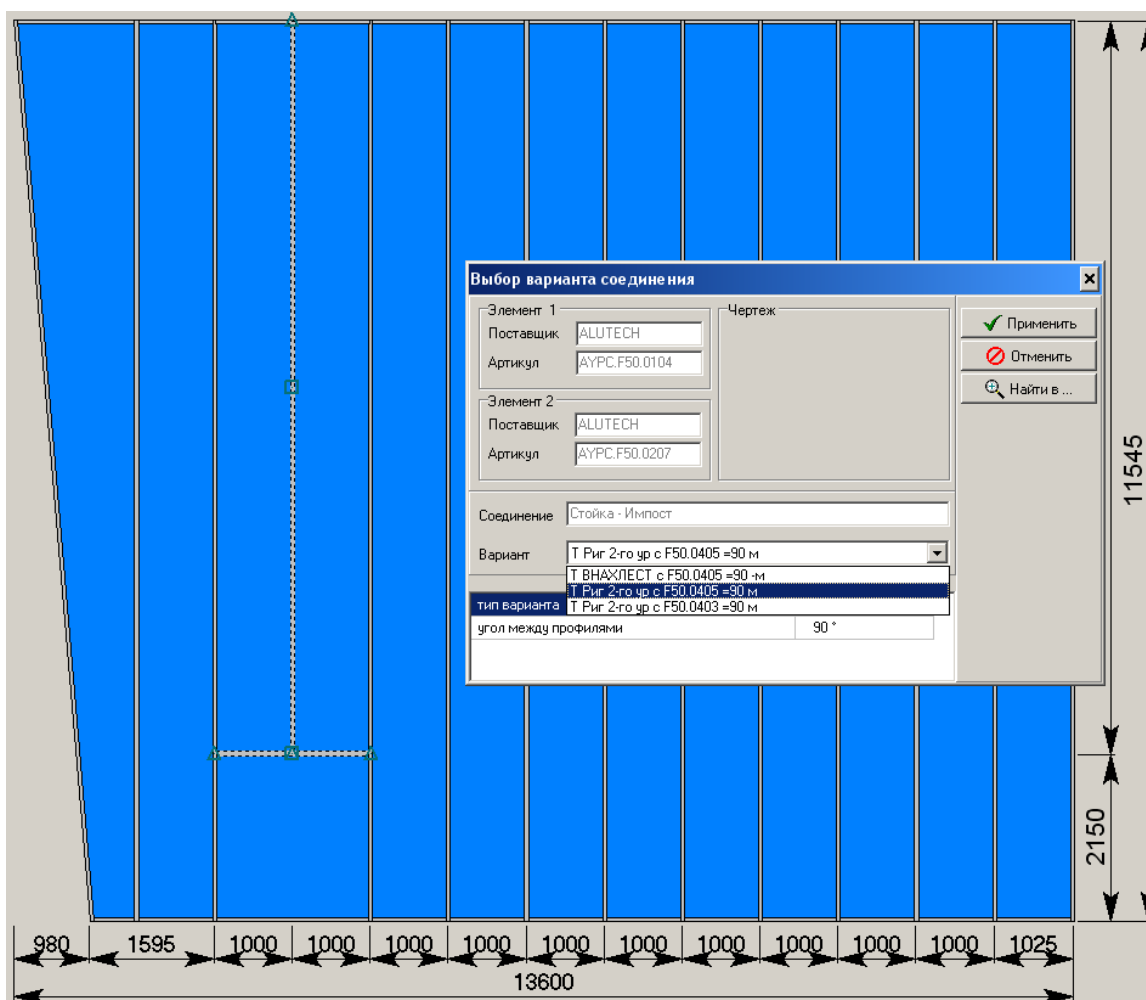 Выбор варианта соединения
Элемент 1
Поставщик ALUTECH
Артикул AYPC.F50.0104
Элемент 2
Поставщик ALUTECH
Артикул AYPC.F50.0207
Чертеж
Применить
Отменить
Найти в ...
Соединение Стойка - Импост
Вариант Т Риг 2-го ур с F50.0405 =90 м
Т ВНАХЛЕСТ с F50.0405 =90 -м
Т Риг 2-го ур с F50.0405 =90 м
Т Риг 2-го ур с F50.0403 =90 м
тип варианта
угол между профилями 90 °
11545
2150
980 1595 1000 1000 1000 1000 1000 1000 1000 1000 1000 1000 1025
13600